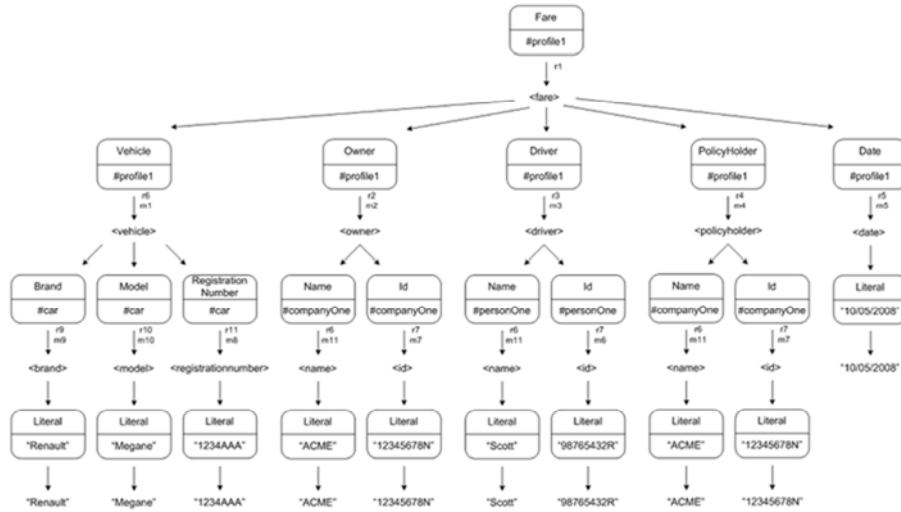 Fare
#profile1
r1
<fare>
Vehicle Owner Driver PolicyHolder Date
#profile1 #profile1 #profile1 #profile1 #profile1
r6 r2 r3 r4 r5
m1 m2 m3 m4 m5
<vehicle> <owner> <driver> <policyholder> <date>
Brand Model Registration Number Name Id Name Id Name Id Literal
#car #car #car #companyOne #companyOne #personOne #personOne #companyOne #companyOne "10/05/2008"
r9 r10 r11 r6 r7 r6 r7 r6 r7
m9 m10 m8 m11 m7 m11 m6 m11 m7
<brand> <model> <registrationnumber> <name> <id> <name> <id> <name> <id> "10/05/2008"
Literal Literal Literal Literal Literal Literal Literal Literal Literal
"Renault" "Megane" "1234AAA" "ACME" "12345678N" "Scott" "98765432R" "ACME" "12345678N"
"Renault" "Megane" "1234AAA" "ACME" "12345678N" "Scott" "98765432R" "ACME" "12345678N"